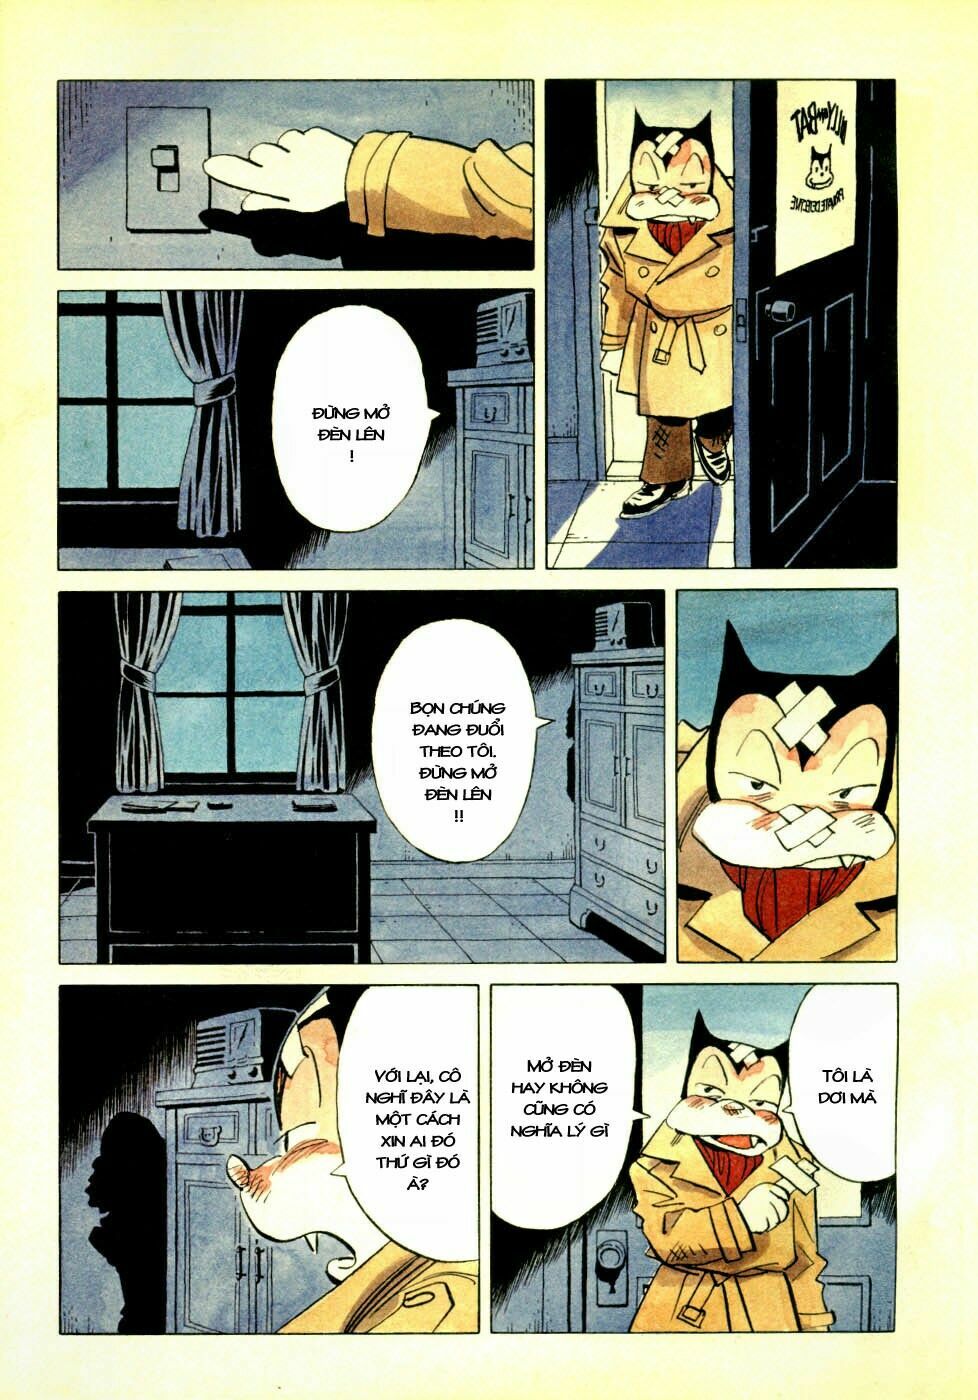 BILLY THE BAT
PRIVATE DETECTIVE
ĐỪNG MỞ
ĐÈN LÊN
!
BỌN CHÚNG
ĐANG ĐUỔI
THEO TÔI.
ĐỪNG MỞ
ĐÈN LÊN
!!
TÔI LÀ
DƠI MÀ
MỞ ĐÈN
HAY KHÔNG
CŨNG CÓ
NGHĨA LÝ GÌ
VỚI LẠI, CÔ
NGHĨ ĐÂY LÀ
MỘT CÁCH
XIN AI ĐÓ
THỨ GÌ ĐÓ
À?